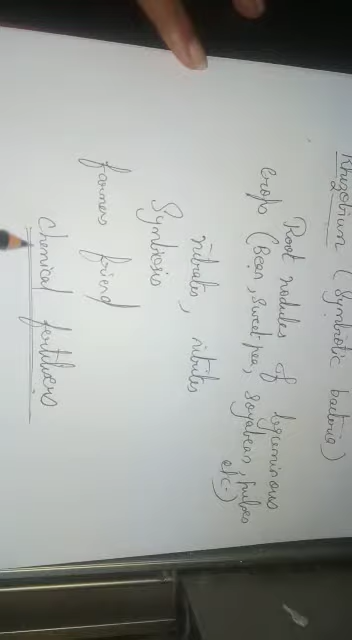 Rhizobium (Symbiotic bacteria)
Root nodules of leguminous
crops (Bean, sweet pea, soyabean, pulses
etc.)
nitrates, nitrites
Symbiosis
farmers friend
chemical fertilizers